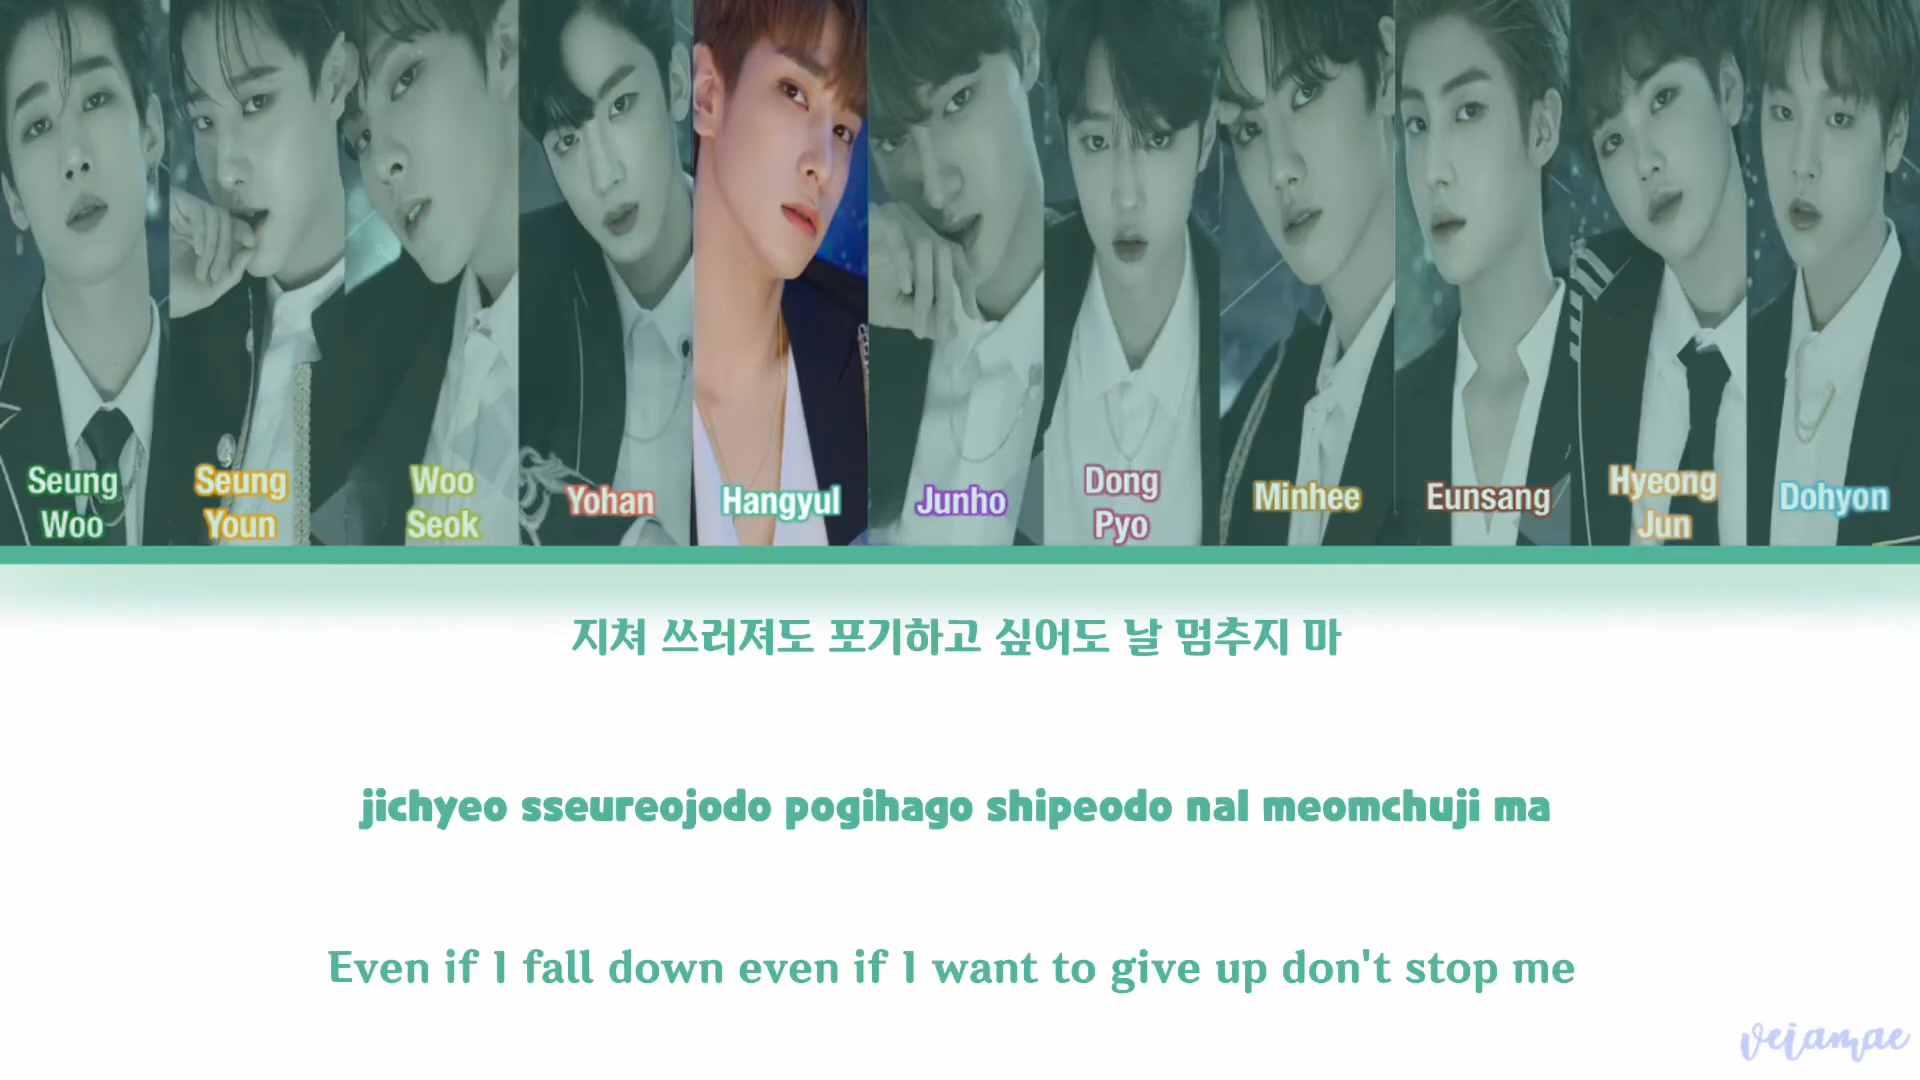 Seung
Woo
Seung
Youn
Woo
Seok
Yohan
Hangyul
Junho
Dong
Pyo
Minhee
Eunsang
Hyeong
Jun
Dohyon
지쳐 쓰러져도 포기하고 싶어도 날 멈추지 마
jichyeo sseureojodo pogihago shipeodo nal meomchuji ma
Even if I fall down even if I want to give up don't stop me
veiamae